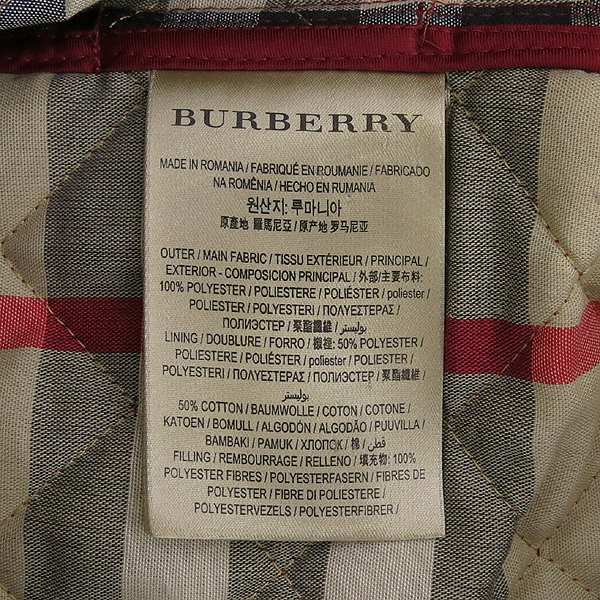 BURBERRY
MADE IN ROMANIA / FABRIQUÉ EN ROUMANIE / FABRICADO
NA ROMÊNIA / HECHO EN RUMANIA
원산지: 루마니아
原產地 羅馬尼亞 / 原产地 罗马尼亚
OUTER / MAIN FABRIC / TISSU EXTÉRIEUR / PRINCIPAL /
EXTERIOR - COMPOSICION PRINCIPAL / 外部/主要布料:
100% POLYESTER / POLIESTERE / POLIÉSTER / poliester /
POLIESTER / POLYESTERI / ΠΟΛΥΕΣΤΕΡΑΣ /
ПОЛИЭСТЕР / 聚酯纖維 / بوليستر /
LINING / DOUBLURE / FORRO / 襯裡: 50% POLYESTER /
POLIESTERE / POLIÉSTER / poliester / POLIESTER /
POLYESTERI / ΠΟΛΥΕΣΤΕΡΑΣ / ПОЛИЭСТЕР / 聚酯纖維 /
بوليستر
50% COTTON / BAUMWOLLE / COTON / COTONE /
KATOEN / BOMULL / ALGODÓN / ALGODÃO / PUUVILLA /
BAMBAKI / PAMUK / ХЛОПОК / 棉 / قطن /
FILLING / REMBOURRAGE / RELLENO / 填充物: 100%
POLYESTER FIBRES / POLYESTERFASERN / FIBRES DE
POLYESTER / FIBRE DI POLIESTERE /
POLYESTERVEZELS / POLYESTERFIBRER /